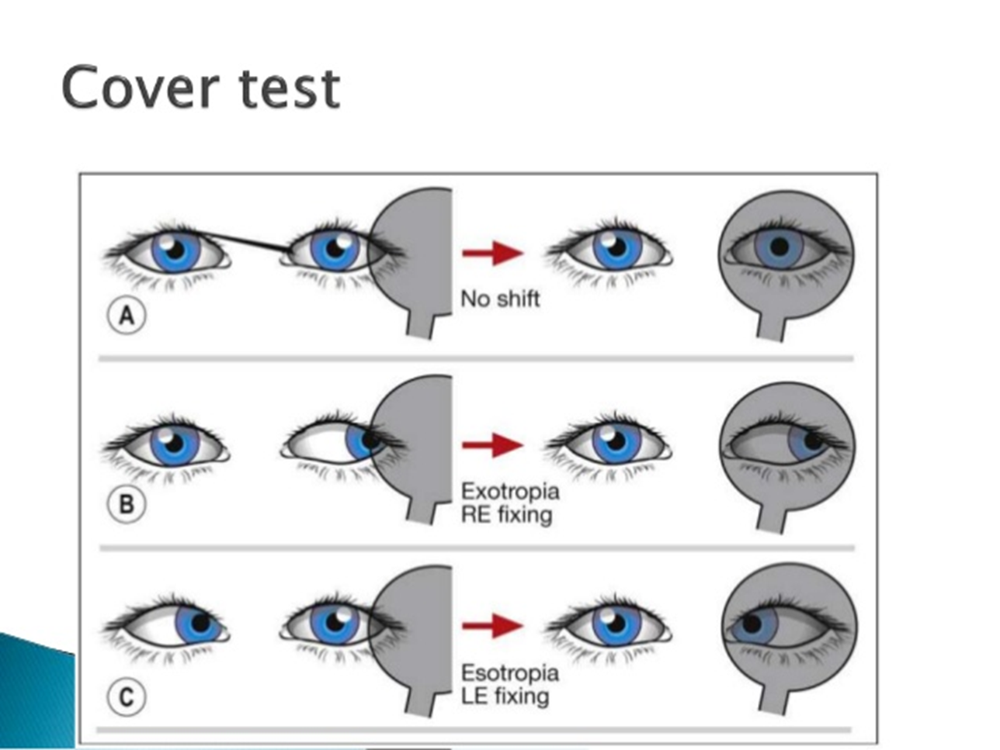 Cover test
No shift
A
Exotropia
RE fixing
B
Esotropia
LE fixing
C